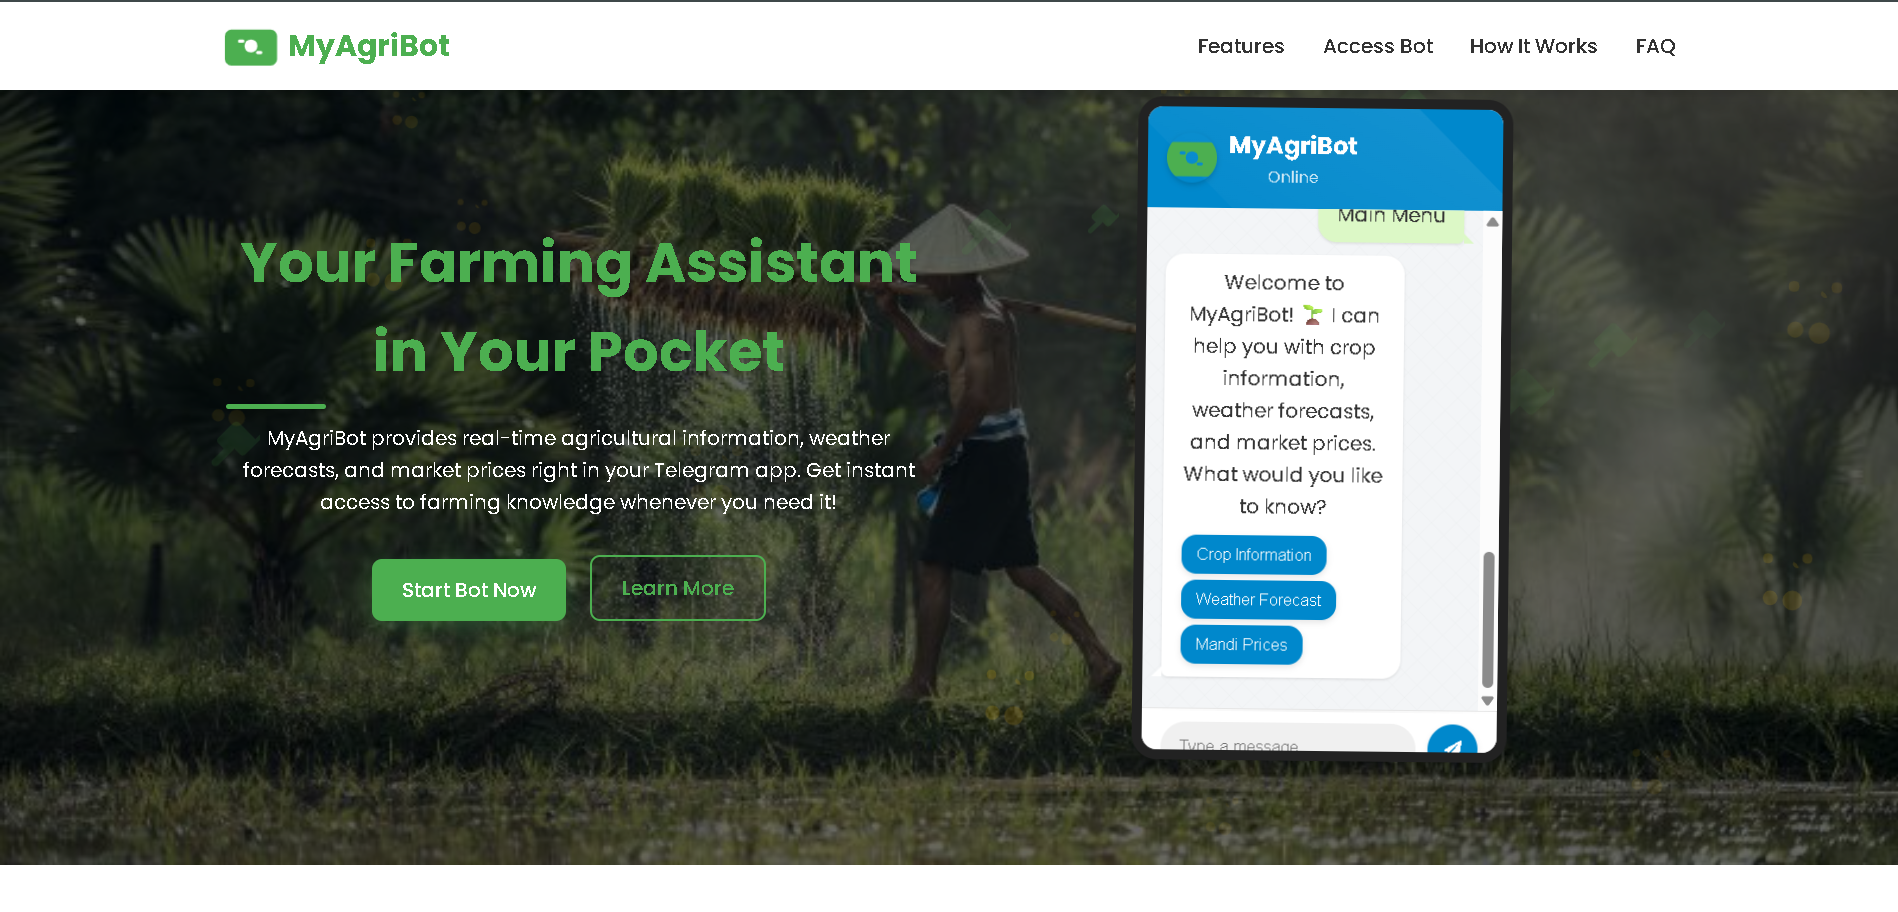 MyAgriBot
Features
Access Bot
How It Works
FAQ
Your Farming Assistant
in Your Pocket
MyAgriBot provides real-time agricultural information, weather
forecasts, and market prices right in your Telegram app. Get instant
access to farming knowledge whenever you need it!
Start Bot Now
Learn More
MyAgriBot
Online
Main Menu
Welcome to
MyAgriBot! 🌱 I can
help you with crop
information,
weather forecasts,
and market prices.
What would you like
to know?
Crop Information
Weather Forecast
Mandi Prices
Type a message